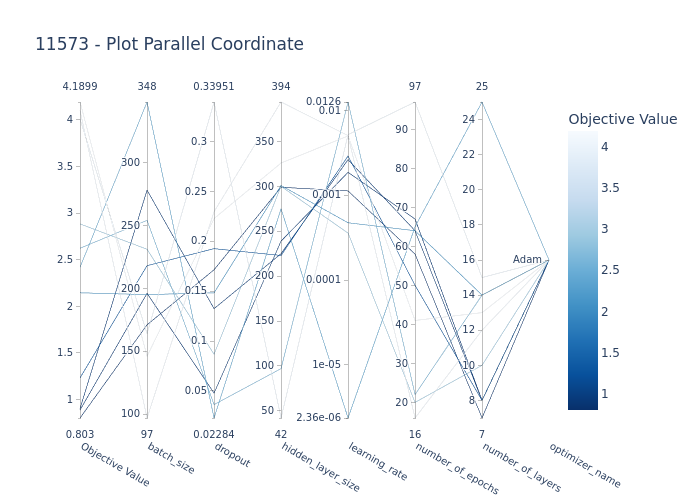 11573 - Plot Parallel Coordinate
4.1899 348 0.33951 394 0.0126 97 25
4 3.5 3 2.5 2 1.5 1
300 250 200 150 100
0.3 0.25 0.2 0.15 0.1 0.05
350 300 250 200 150 100 50
0.01 0.001 0.0001 1e-05 2.36e-06
90 80 70 60 50 40 30 20
24 22 20 18 16 14 12 10 8
Adam
0.803 97 0.02284 42 16 7
Objective Value
batch_size
dropout
hidden_layer_size
learning_rate
number_of_epochs
number_of_layers
optimizer_name
Objective Value
4
3.5
3
2.5
2
1.5
1